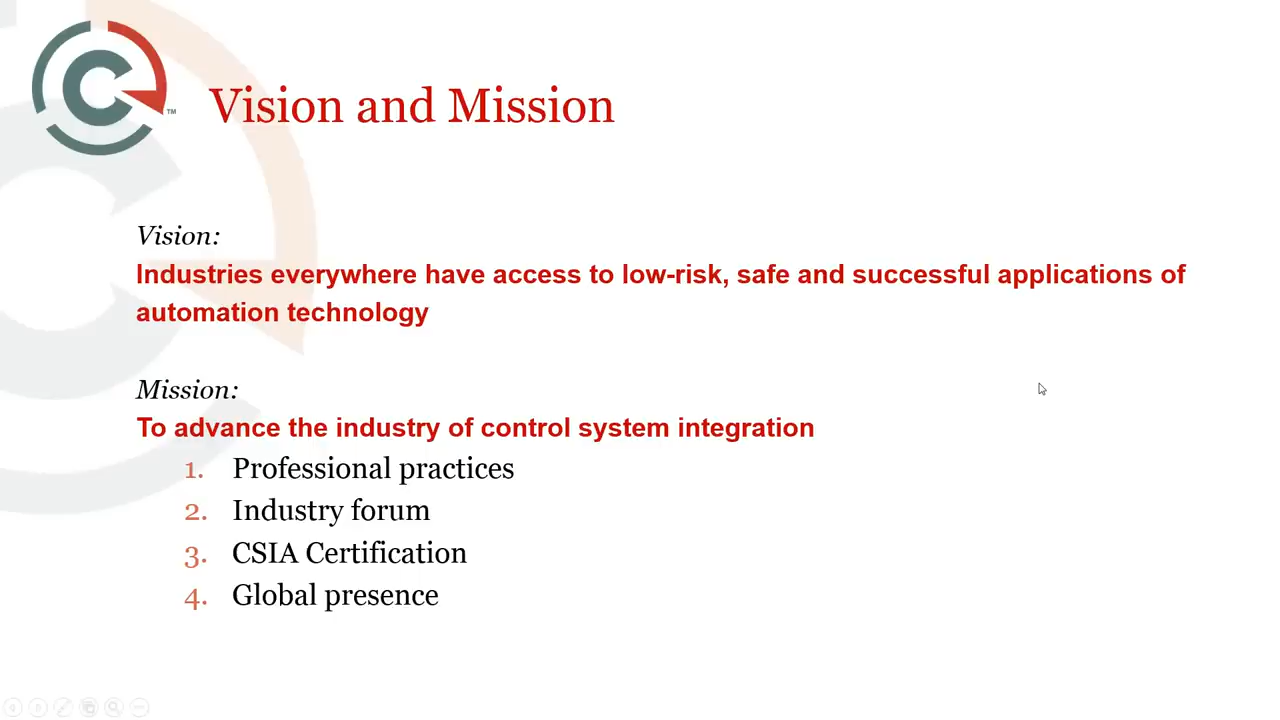 C
TM
Vision and Mission
Vision:
Industries everywhere have access to low-risk, safe and successful applications of
automation technology
Mission:
To advance the industry of control system integration
1. Professional practices
2. Industry forum
3. CSIA Certification
4. Global presence